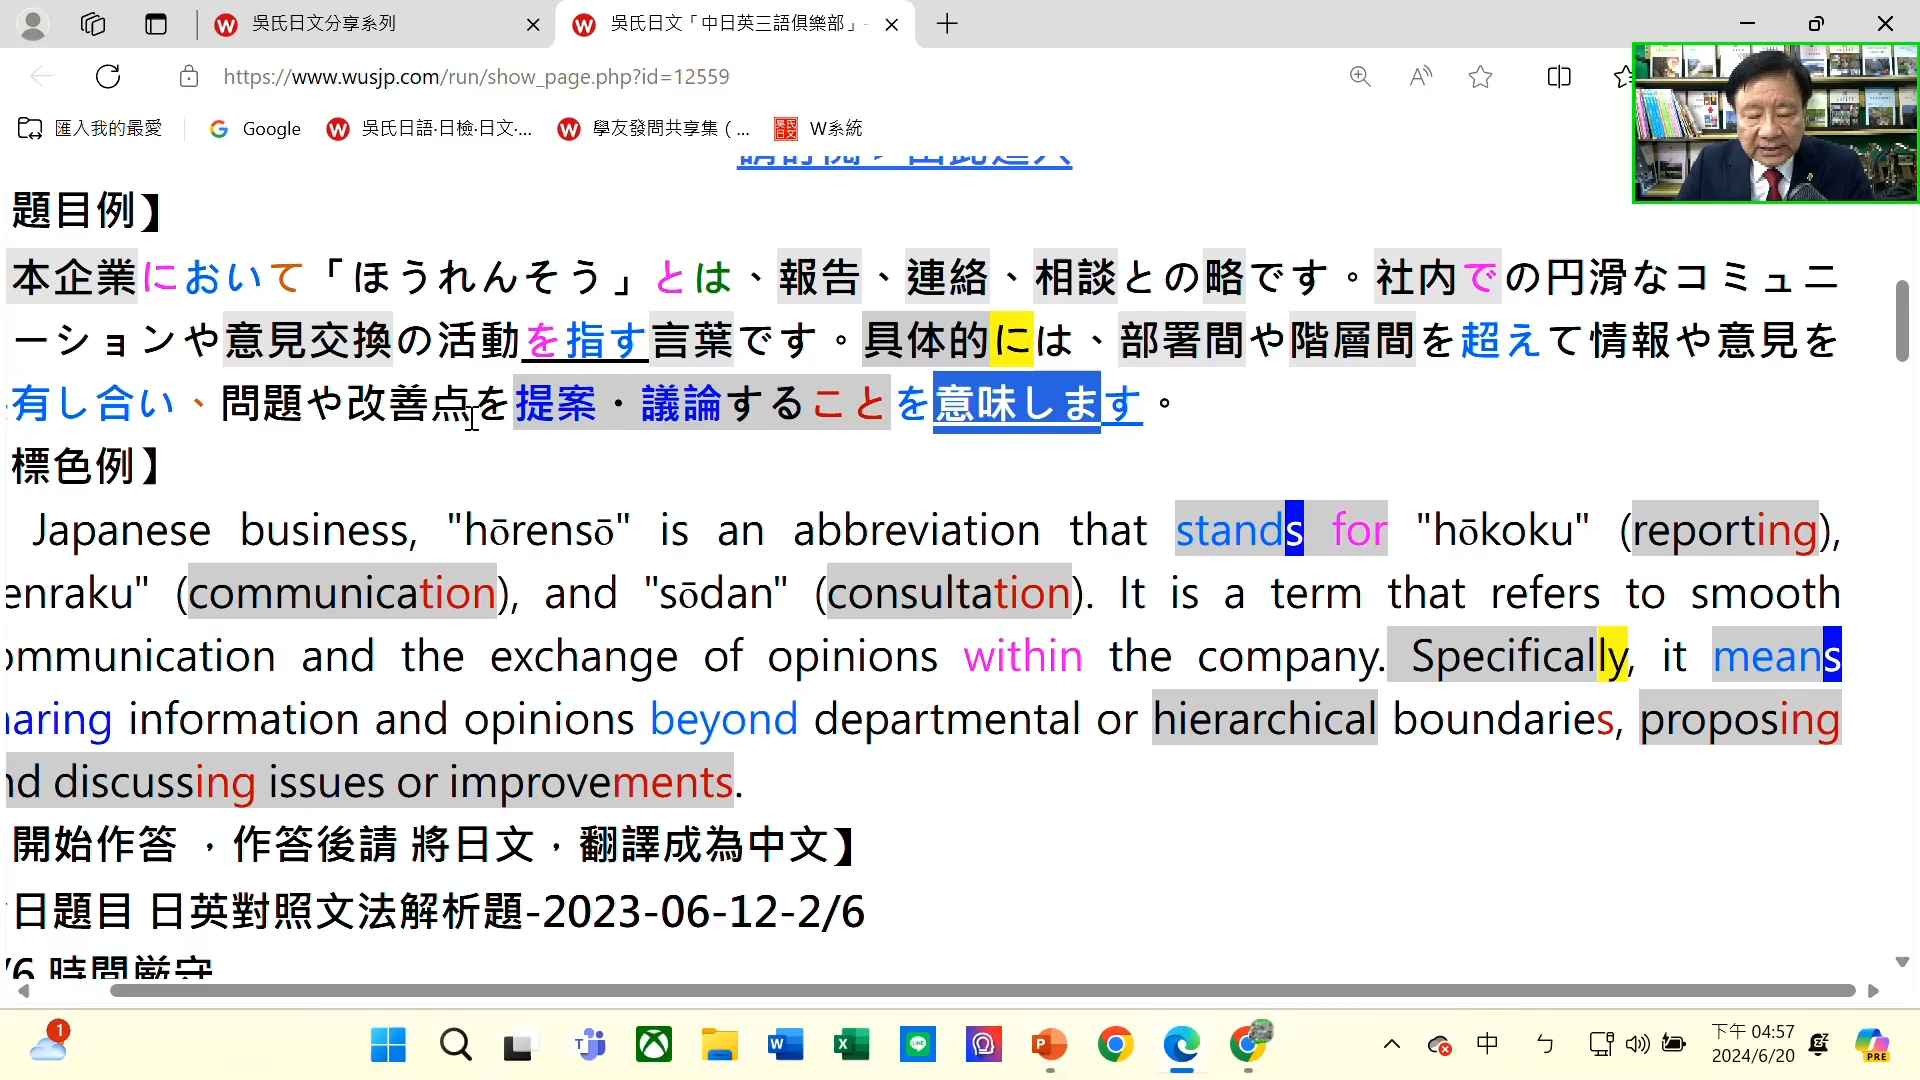 吳氏日文分享系列
吳氏日文「中日英三語俱樂部」-
https://www.wusjp.com/run/show_page.php?id=12559
匯入我的最愛
Google
吳氏日語·日檢·日文·...
學友發問共享集 ( ...
W系統
題目例】
本企業において「ほうれんそう」とは、報告、連絡、相談との略です。社内での円滑なコミュニ
ーションや意見交換の活動を指す言葉です。具体的には、部署間や階層間を超えて情報や意見を
有し合い、問題や改善点を提案・議論することを意味します。
標色例】
Japanese business, "hōrensō" is an abbreviation that stands for "hōkoku" (reporting),
enraku" (communication), and "sōdan" (consultation). It is a term that refers to smooth
ommunication and the exchange of opinions within the company. Specifically, it means
haring information and opinions beyond departmental or hierarchical boundaries, proposing
nd discussing issues or improvements.
開始作答 ，作答後請 將日文，翻譯成為中文】
日題目 日英對照文法解析題-2023-06-12-2/6
/6 時間厳守
1
中
ㄅ
下午 04:57
2024/6/20
PRE